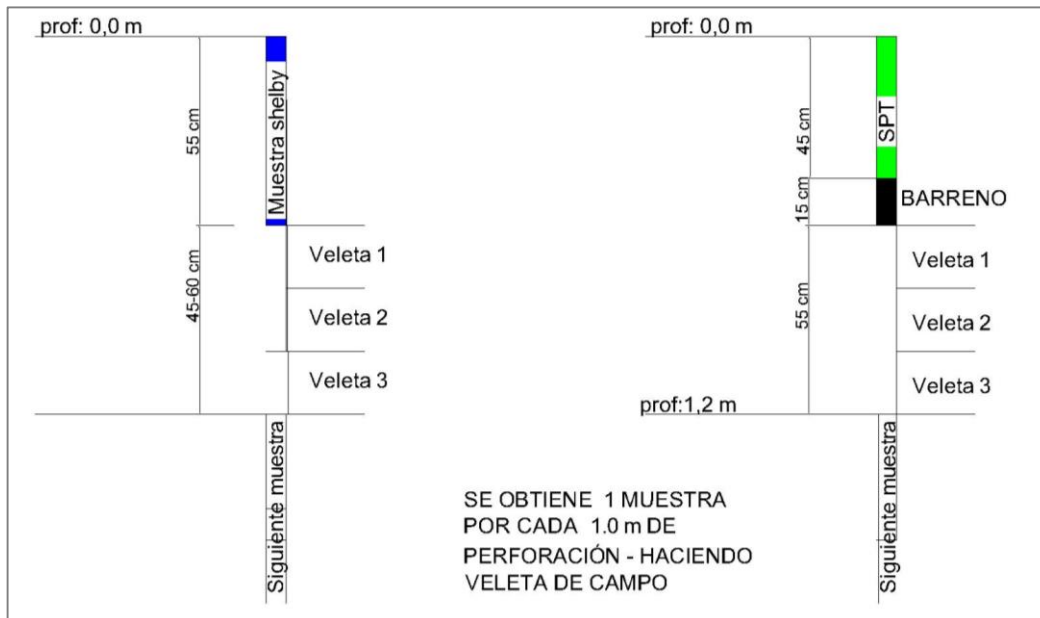 prof: 0,0 m
55 cm
Muestra shelby
45-60 cm
Veleta 1
Veleta 2
Veleta 3
Siguiente muestra
prof: 0,0 m
45 cm
SPT
15 cm
BARRENO
55 cm
Veleta 1
Veleta 2
Veleta 3
prof:1,2 m
Siguiente muestra
SE OBTIENE 1 MUESTRA
POR CADA 1.0 m DE
PERFORACIÓN - HACIENDO
VELETA DE CAMPO